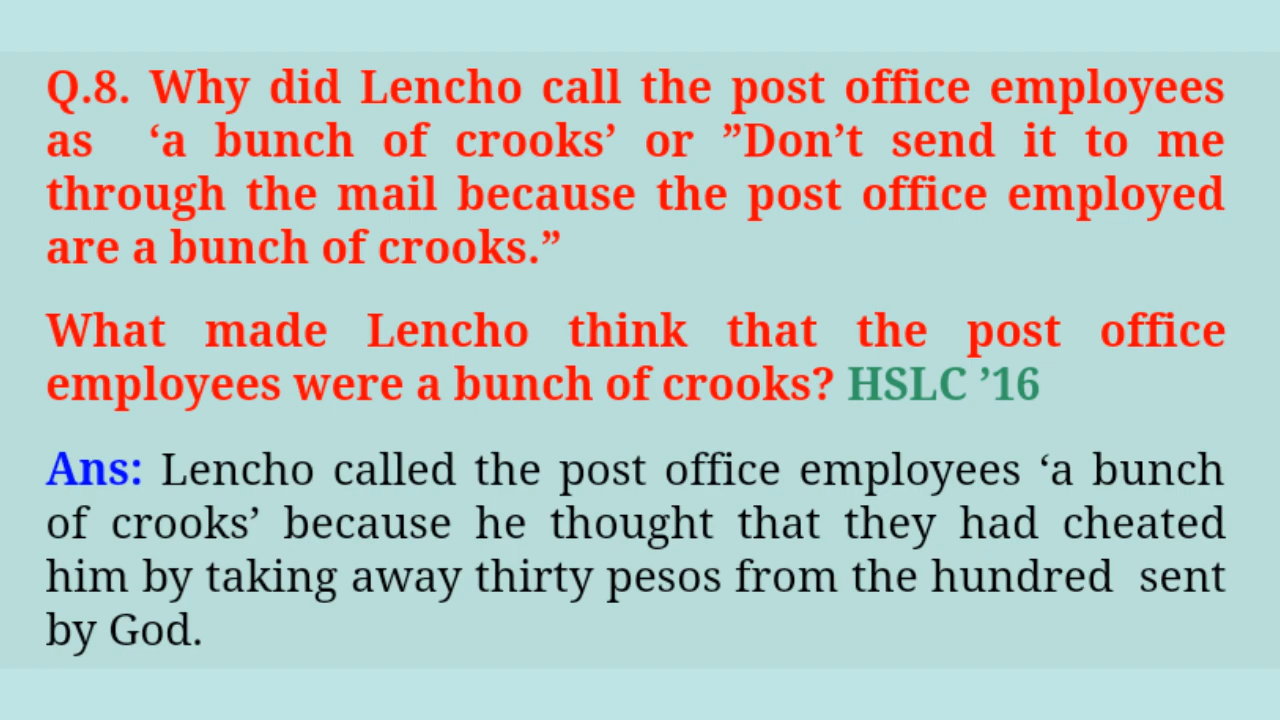 Q.8. Why did Lencho call the post office employees
as ‘a bunch of crooks’ or ”Don’t send it to me
through the mail because the post office employed
are a bunch of crooks.”
What made Lencho think that the post office
employees were a bunch of crooks? HSLC ’16
Ans: Lencho called the post office employees ‘a bunch
of crooks’ because he thought that they had cheated
him by taking away thirty pesos from the hundred sent
by God.